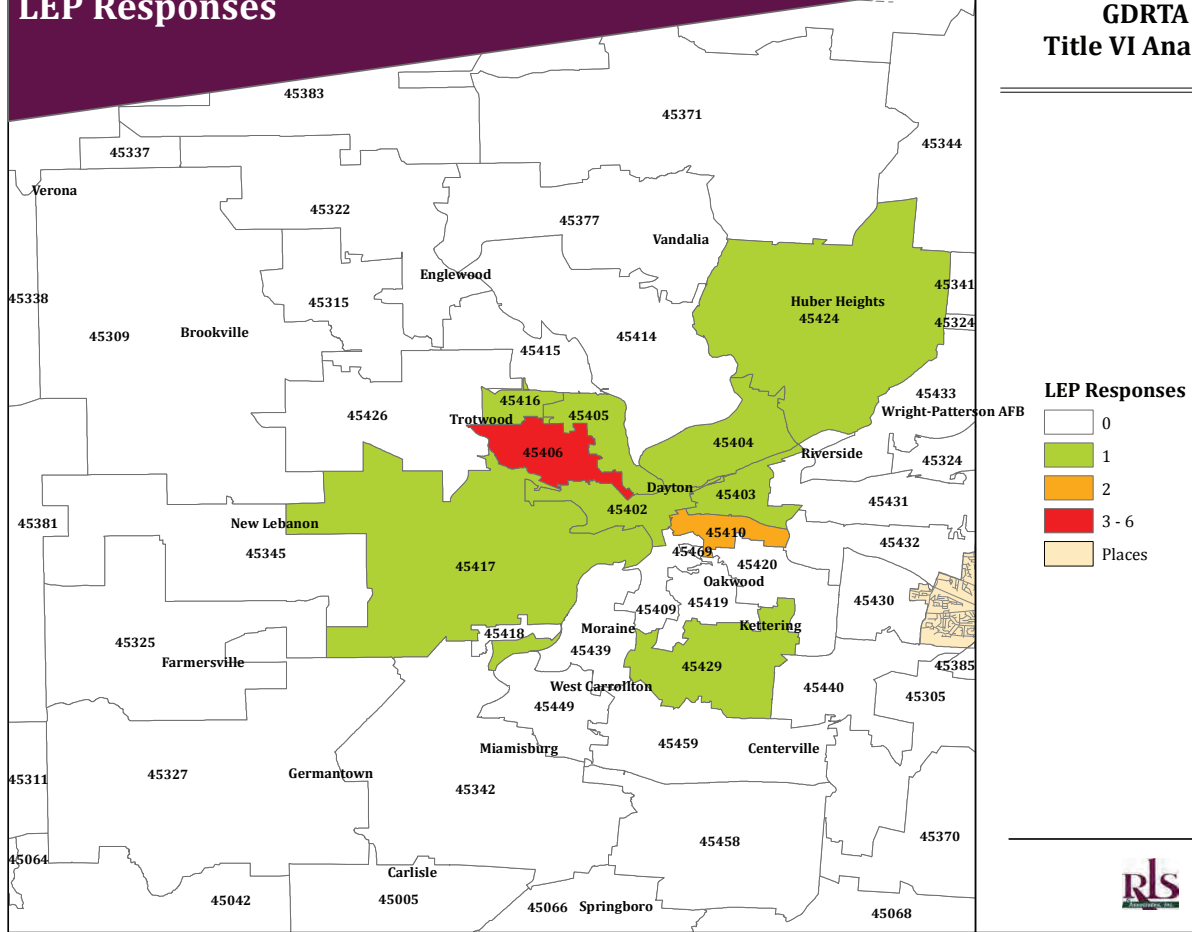 LEP Responses
GDRTA
Title VI Ana
45383
45371
45337
45344
Verona
45322
45377
Vandalia
Englewood
45341
45338
45315
Huber Heights
45424
45324
45309
Brookville
45414
45415
45433
Wright-Patterson AFB
45416
45405
45426
Trotwood
45404
45406
Riverside
45324
Dayton
45403
45431
45402
45381
New Lebanon
45410
45432
45345
45469
45420
45417
Oakwood
45430
45409
45419
Kettering
45418
Moraine
45325
45439
Farmersville
45429
45385
West Carrollton
45440
45305
45449
45459
Centerville
Miamisburg
45311
45327
Germantown
45342
45458
45370
45064
Carlisle
45042
45005
45066
Springboro
45068
LEP Responses
0
1
2
3 - 6
Places
RLS